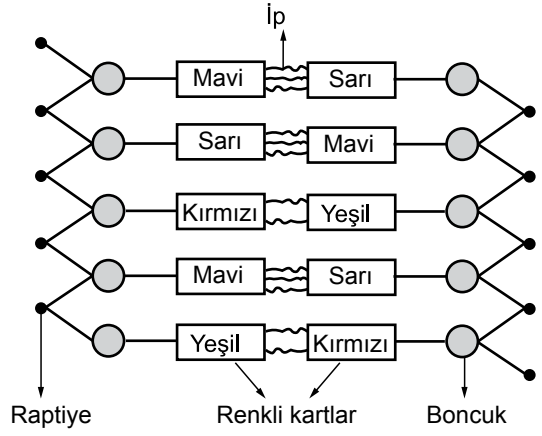 İp
Mavi Sarı
Sarı Mavi
Kırmızı Yeşil
Mavi Sarı
Yeşil Kırmızı
Raptiye Renkli kartlar Boncuk